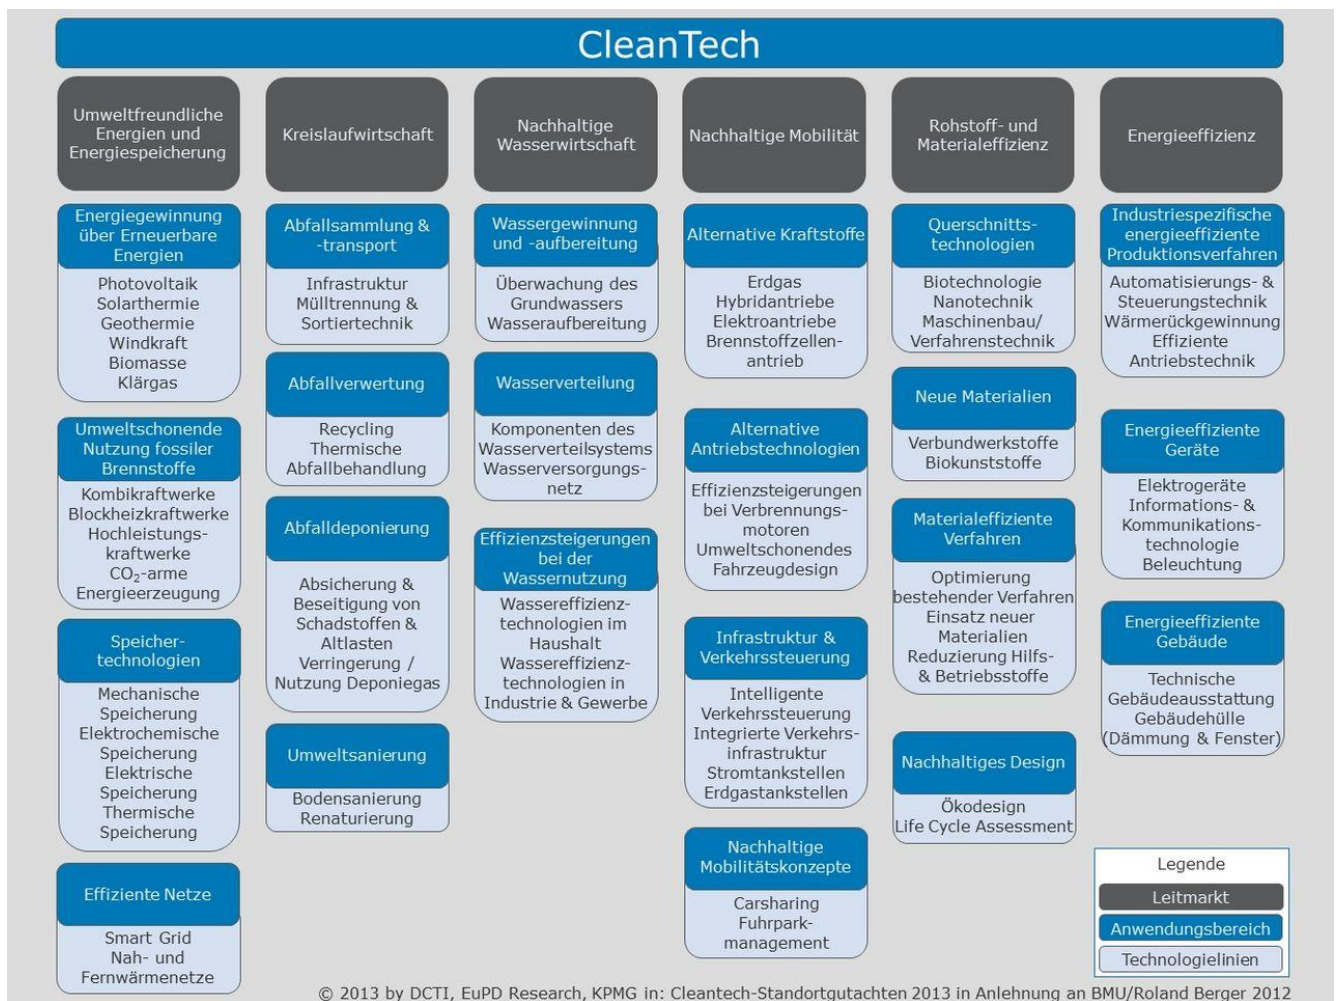 CleanTech
Umweltfreundliche
Energien und
Energiespeicherung
Energiegewinnung
über Erneuerbare
Energien
Photovoltaik
Solarthermie
Geothermie
Windkraft
Biomasse
Klärgas
Umweltschonende
Nutzung fossiler
Brennstoffe
Kombikraftwerke
Blockheizkraftwerke
Hochleistungs-
kraftwerke
CO₂-arme
Energieerzeugung
Speicher-
technologien
Mechanische
Speicherung
Elektrochemische
Speicherung
Elektrische
Speicherung
Thermische
Speicherung
Effiziente Netze
Smart Grid
Nah- und
Fernwärmenetze
Kreislaufwirtschaft
Abfallsammlung &
-transport
Infrastruktur
Mülltrennung &
Sortiertechnik
Abfallverwertung
Recycling
Thermische
Abfallbehandlung
Abfalldeponierung
Absicherung &
Beseitigung von
Schadstoffen &
Altlasten
Verringerung /
Nutzung Deponiegas
Umweltsanierung
Bodensanierung
Renaturierung
Nachhaltige
Wasserwirtschaft
Wassergewinnung
und -aufbereitung
Überwachung des
Grundwassers
Wasseraufbereitung
Wasserverteilung
Komponenten des
Wasserverteilsystems
Wasserversorgungs-
netz
Effizienzsteigerungen
bei der
Wassernutzung
Wassereffizienz-
technologien im
Haushalt
Wassereffizienz-
technologien in
Industrie & Gewerbe
Nachhaltige Mobilität
Alternative Kraftstoffe
Erdgas
Hybridantriebe
Elektroantriebe
Brennstoffzellen-
antrieb
Alternative
Antriebstechnologien
Effizienzsteigerungen
bei Verbrennungs-
motoren
Umweltschonendes
Fahrzeugdesign
Infrastruktur &
Verkehrssteuerung
Intelligente
Verkehrssteuerung
Integrierte Verkehrs-
infrastruktur
Stromtankstellen
Erdgastankstellen
Nachhaltige
Mobilitätskonzepte
Carsharing
Fuhrpark-
management
Rohstoff- und
Materialeffizienz
Querschnitts-
technologien
Biotechnologie
Nanotechnik
Maschinenbau/
Verfahrenstechnik
Neue Materialien
Verbundwerkstoffe
Biokunststoffe
Materialeffiziente
Verfahren
Optimierung
bestehender Verfahren
Einsatz neuer
Materialien
Reduzierung Hilfs-
& Betriebsstoffe
Nachhaltiges Design
Ökodesign
Life Cycle Assessment
Energieeffizienz
Industriespezifische
energieeffiziente
Produktionsverfahren
Automatisierungs- &
Steuerungstechnik
Wärmerückgewinnung
Effiziente
Antriebstechnik
Energieeffiziente
Geräte
Elektrogeräte
Informations- &
Kommunikations-
technologie
Beleuchtung
Energieeffiziente
Gebäude
Technische
Gebäudeausstattung
Gebäudehülle
(Dämmung & Fenster)
Legende
Leitmarkt
Anwendungsbereich
Technologielinien
© 2013 by DCTI, EuPD Research, KPMG in: Cleantech-Standortgutachten 2013 in Anlehnung an BMU/Roland Berger 2012